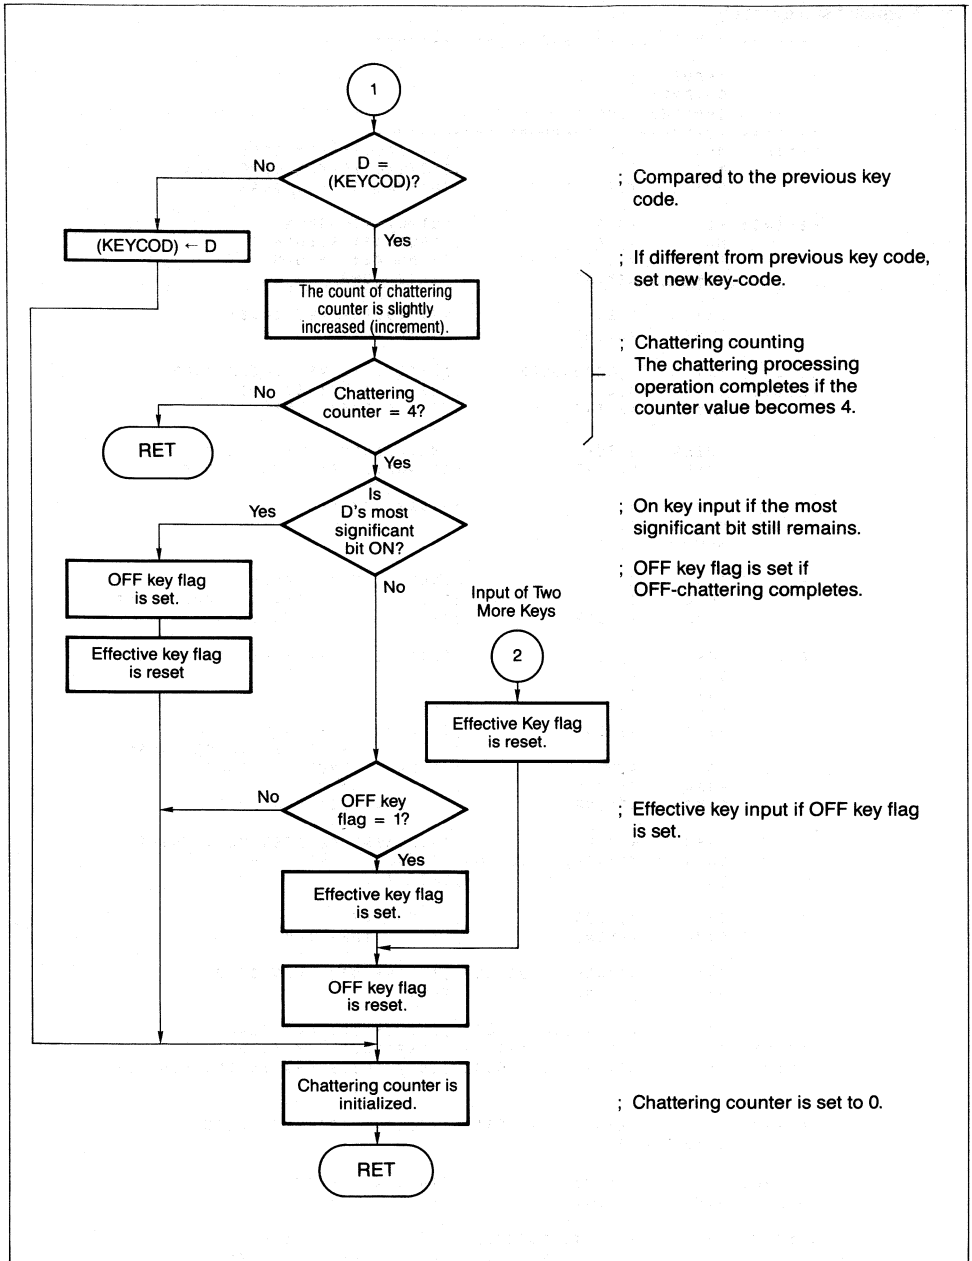 1
D =
(KEYCOD)?
No
; Compared to the previous key
code.
(KEYCOD) ← D
Yes
; If different from previous key code,
set new key-code.
The count of chattering
counter is slightly
increased (increment).
; Chattering counting
The chattering processing
operation completes if the
counter value becomes 4.
No
Chattering
counter = 4?
RET
Yes
Is
D's most
significant
bit ON?
Yes
; On key input if the most
significant bit still remains.
OFF key flag
is set.
No
; OFF key flag is set if
OFF-chattering completes.
Input of Two
More Keys
Effective key flag
is reset
2
Effective Key flag
is reset.
No
OFF key
flag = 1?
; Effective key input if OFF key flag
is set.
Yes
Effective key flag
is set.
OFF key flag
is reset.
Chattering counter is
initialized.
; Chattering counter is set to 0.
RET